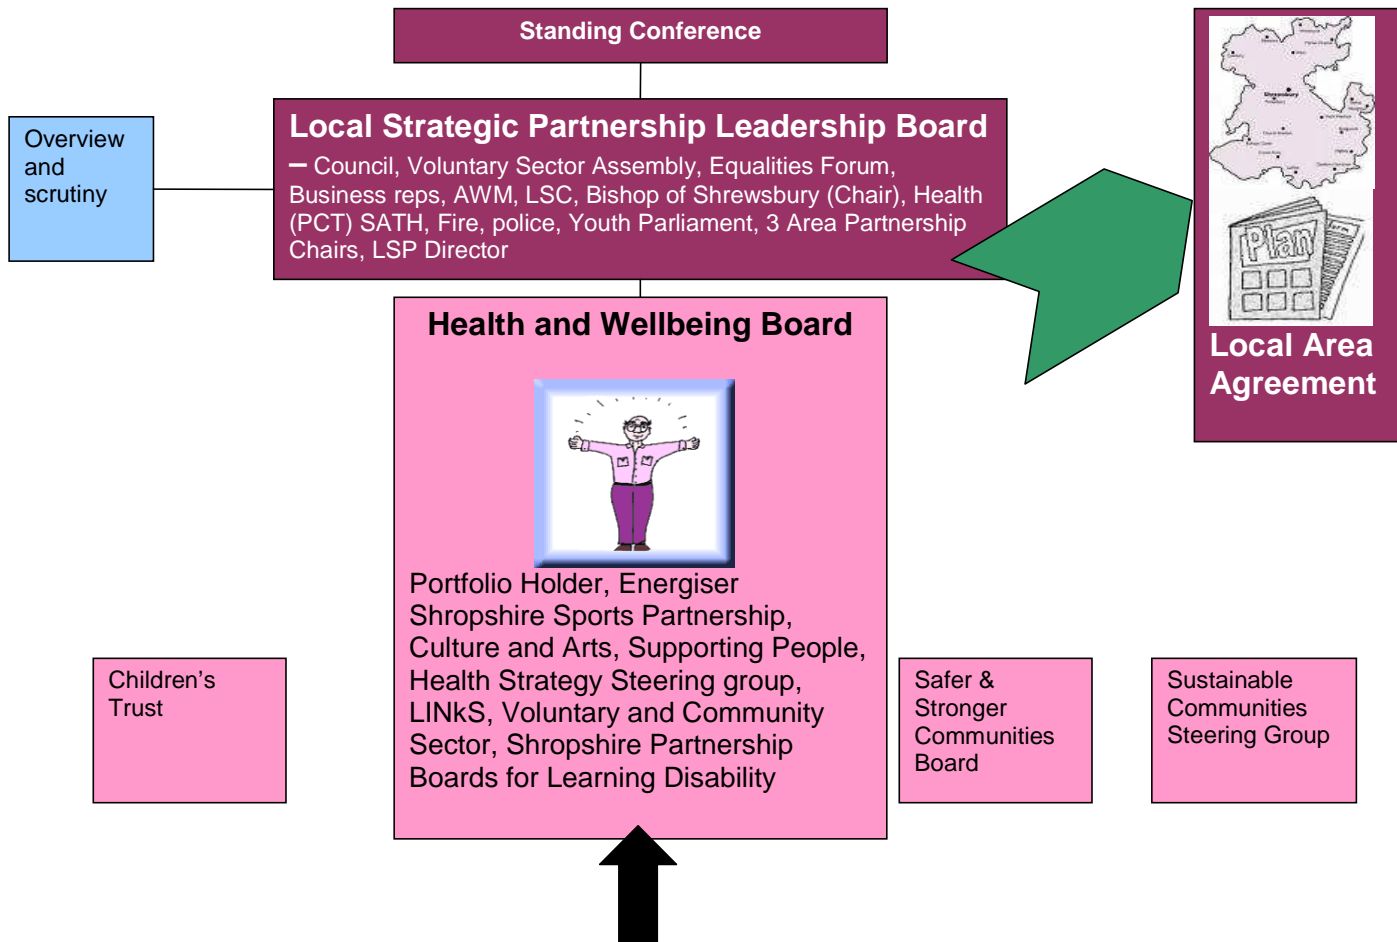 Standing Conference
Overview
and
scrutiny
Local Strategic Partnership Leadership Board
– Council, Voluntary Sector Assembly, Equalities Forum,
Business reps, AWM, LSC, Bishop of Shrewsbury (Chair), Health
(PCT) SATH, Fire, police, Youth Parliament, 3 Area Partnership
Chairs, LSP Director
Shrewsbury
Plan
Local Area
Agreement
Health and Wellbeing Board
Portfolio Holder, Energiser
Shropshire Sports Partnership,
Culture and Arts, Supporting People,
Health Strategy Steering group,
LINkS, Voluntary and Community
Sector, Shropshire Partnership
Boards for Learning Disability
Children's
Trust
Safer &
Stronger
Communities
Board
Sustainable
Communities
Steering Group